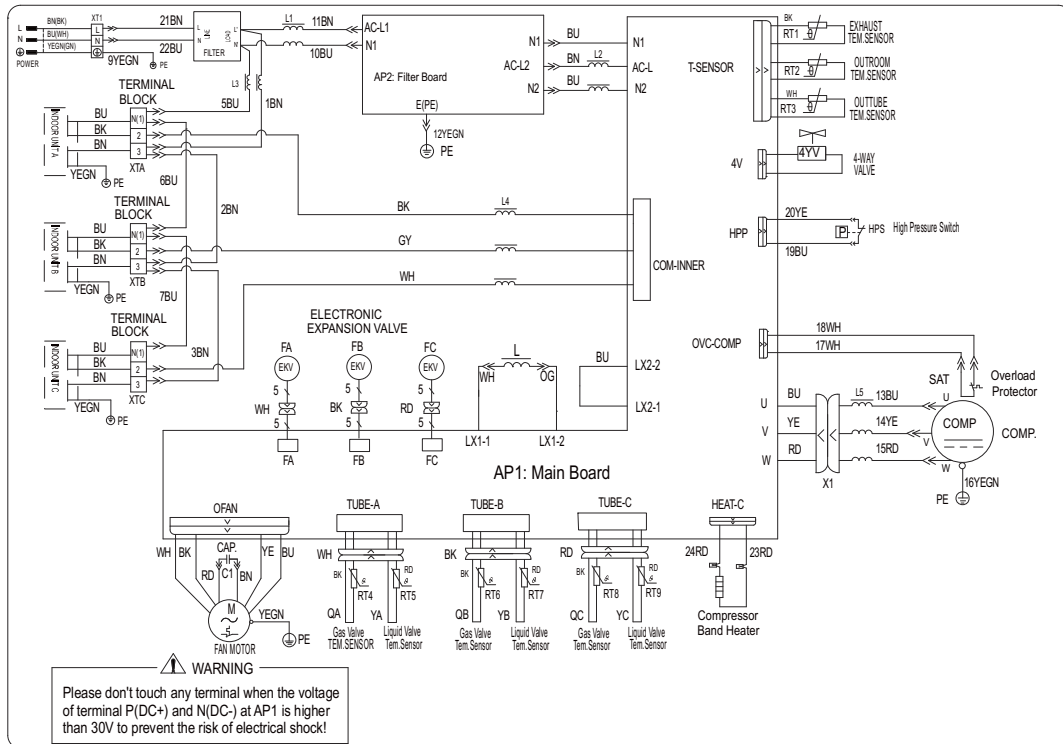 L BN(BK) XT1 21BN
N BU(WH) L N 22BU
YEGN(GN) 9YEGN PE
POWER
L L' N N'
LINE LOAD
FILTER
L1 11BN AC-L1
10BU N1
AP2: Filter Board
N1 BU N1
AC-L2 BN L2 AC-L
N2 BU N2
E(PE)
12YEGN
PE
L3
5BU 1BN
T-SENSOR
BK RT1 EXHAUST
TEM.SENSOR
RT2 OUTROOM
TEM.SENSOR
WH RT3 OUTTUBE
TEM.SENSOR
4V 4YV 4-WAY
VALVE
HPP 20YE
P HPS High Pressure Switch
19BU
TERMINAL
BLOCK
INDOOR UNIT A
BU N(1)
BK 2
BN 3
YEGN PE XTA
6BU
2BN
BK L4
TERMINAL
BLOCK
INDOOR UNIT B
BU N(1)
BK 2
BN 3
YEGN PE XTB
7BU
GY
WH
COM-INNER
TERMINAL
BLOCK
INDOOR UNIT C
BU N(1)
BK 2
BN 3
YEGN PE XTC
3BN
ELECTRONIC
EXPANSION VALVE
FA FB FC
EKV EKV EKV
5 5 5
WH BK RD
5 5 5
FA FB FC
L
WH OG
LX1-1 LX1-2
BU LX2-2
LX2-1
OVC-COMP 18WH
17WH
SAT Overload
Protector
U BU L5 13BU U
V YE 14YE V
W RD 15RD W
X1
COMP COMP.
16YEGN
PE
AP1: Main Board
OFAN
WH BK CAP. YE BU
RD C1 BN
M
YEGN
PE
FAN MOTOR
TUBE-A
WH
BK RD
RT4 RT5
QA YA
Gas Valve
TEM.SENSOR
Liquid Valve
Tem.Sensor
TUBE-B
BK
BK RD
RT6 RT7
QB YB
Gas Valve
Tem.Sensor
Liquid Valve
Tem.Sensor
TUBE-C
RD
BK RD
RT8 RT9
QC YC
Gas Valve
Tem.Sensor
Liquid Valve
Tem.Sensor
HEAT-C
24RD 23RD
Compressor
Band Heater
WARNING
Please don't touch any terminal when the voltage
of terminal P(DC+) and N(DC-) at AP1 is higher
than 30V to prevent the risk of electrical shock!